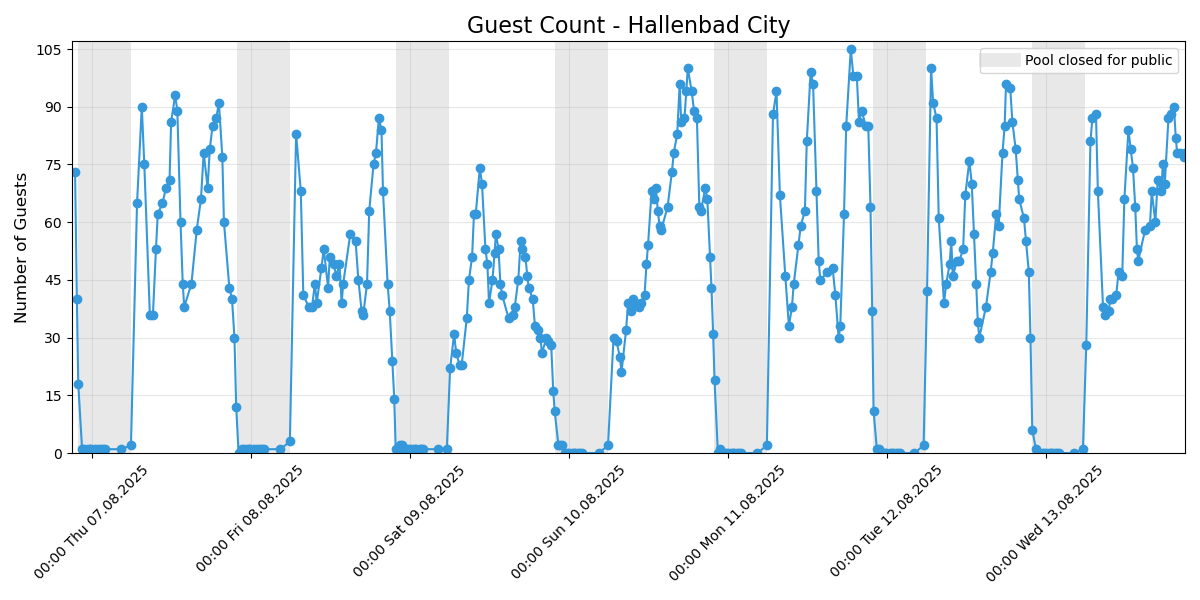 Guest Count - Hallenbad City
Number of Guests
105
90
75
60
45
30
15
0
Pool closed for public
00:00 Thu 07.08.2025
00:00 Fri 08.08.2025
00:00 Sat 09.08.2025
00:00 Sun 10.08.2025
00:00 Mon 11.08.2025
00:00 Tue 12.08.2025
00:00 Wed 13.08.2025